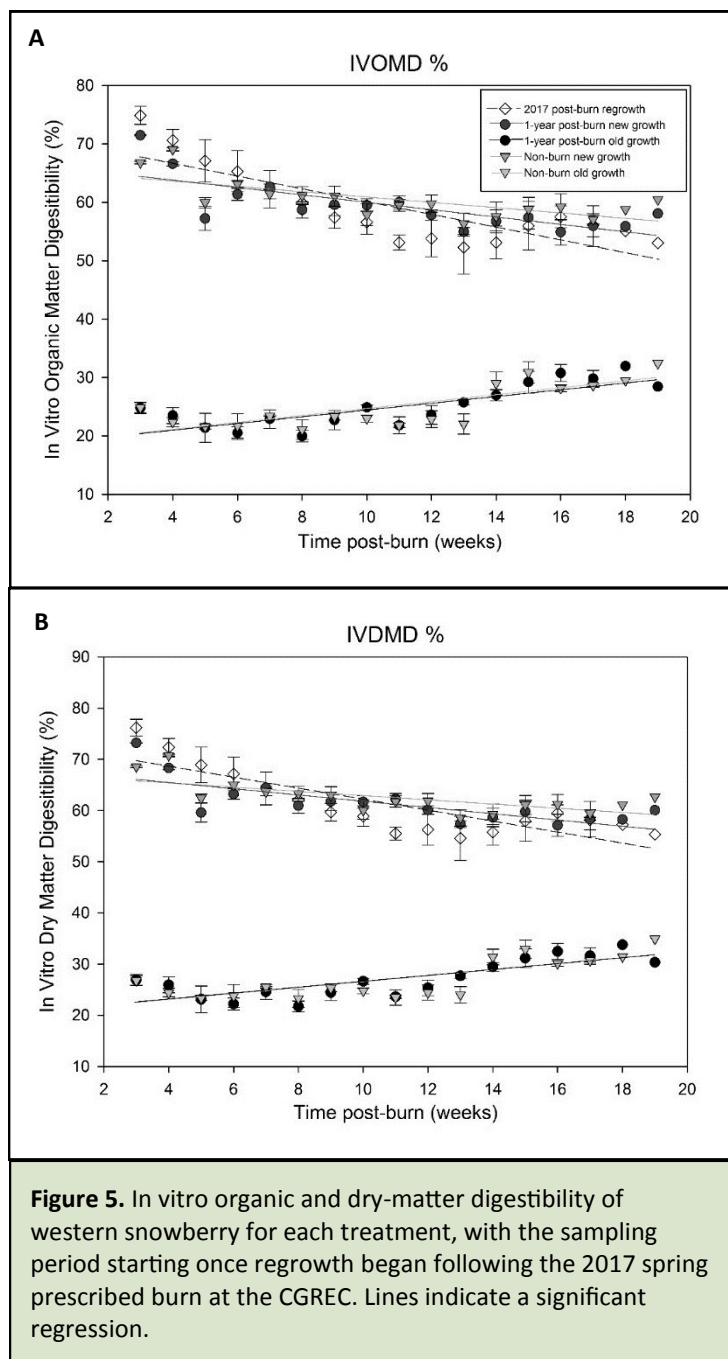 A
IVOMD %
80
70
60
50
40
30
20
10
In Vitro Organic Matter Digesitibility (%)
2017 post-burn regrowth
1-year post-burn new growth
1-year post-burn old growth
Non-burn new growth
Non-burn old growth
2 4 6 8 10 12 14 16 18 20
Time post-burn (weeks)
B
IVDMD %
90
80
70
60
50
40
30
20
10
In Vitro Dry Matter Digesitibility (%)
2 4 6 8 10 12 14 16 18 20
Time post-burn (weeks)
Figure 5. In vitro organic and dry-matter digestibility of
western snowberry for each treatment, with the sampling
period starting once regrowth began following the 2017 spring
prescribed burn at the CGREC. Lines indicate a significant
regression.